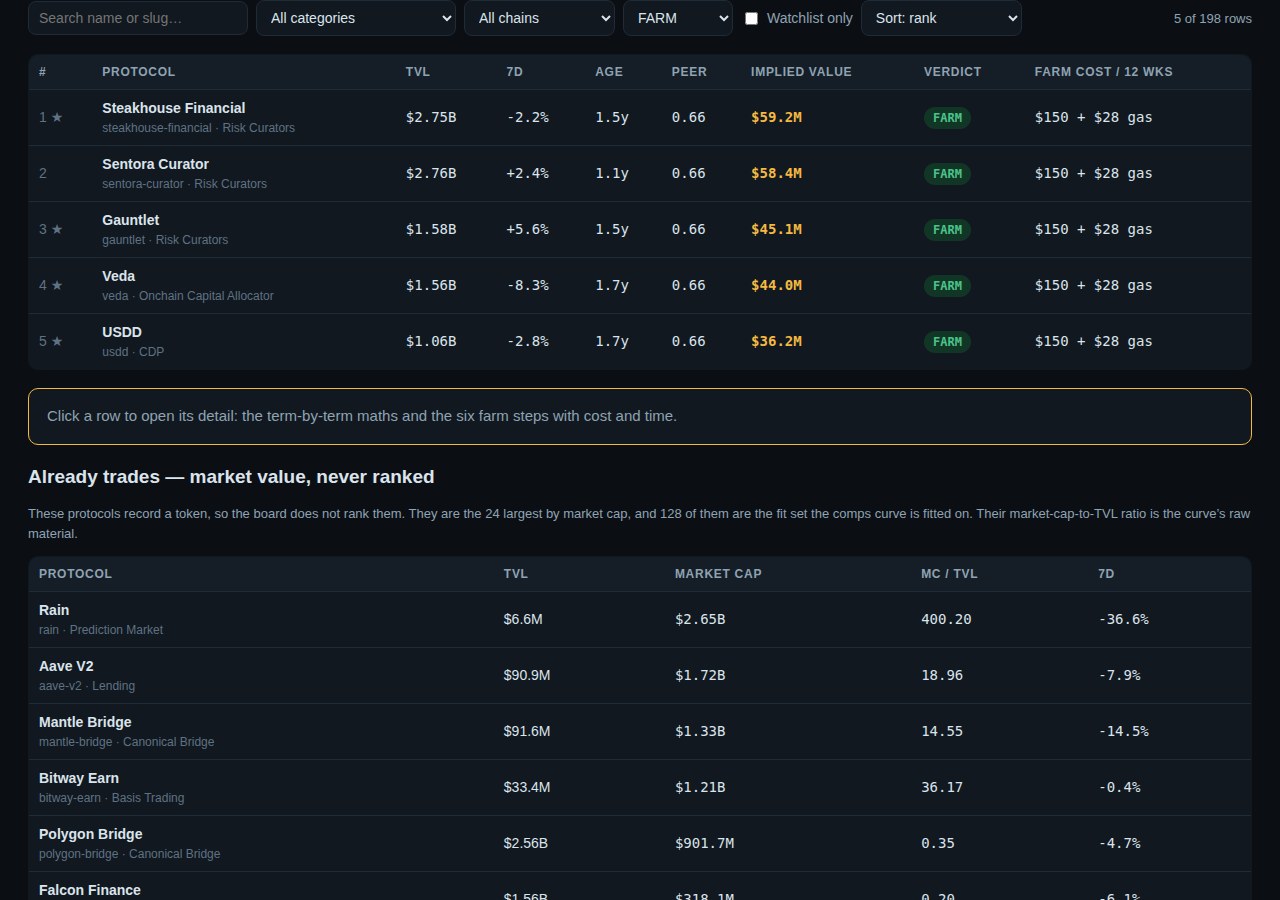 Search name or slug…
All categories
All chains
FARM
Watchlist only
Sort: rank
5 of 198 rows
# PROTOCOL TVL 7D AGE PEER IMPLIED VALUE VERDICT FARM COST / 12 WKS
1 ★ Steakhouse Financial $2.75B -2.2% 1.5y 0.66 $59.2M FARM $150 + $28 gas
steakhouse-financial · Risk Curators
2 Sentora Curator $2.76B +2.4% 1.1y 0.66 $58.4M FARM $150 + $28 gas
sentora-curator · Risk Curators
3 ★ Gauntlet $1.58B +5.6% 1.5y 0.66 $45.1M FARM $150 + $28 gas
gauntlet · Risk Curators
4 ★ Veda $1.56B -8.3% 1.7y 0.66 $44.0M FARM $150 + $28 gas
veda · Onchain Capital Allocator
5 ★ USDD $1.06B -2.8% 1.7y 0.66 $36.2M FARM $150 + $28 gas
usdd · CDP
Click a row to open its detail: the term-by-term maths and the six farm steps with cost and time.
Already trades — market value, never ranked
These protocols record a token, so the board does not rank them. They are the 24 largest by market cap, and 128 of them are the fit set the comps curve is fitted on. Their market-cap-to-TVL ratio is the curve's raw
material.
PROTOCOL TVL MARKET CAP MC / TVL 7D
Rain $6.6M $2.65B 400.20 -36.6%
rain · Prediction Market
Aave V2 $90.9M $1.72B 18.96 -7.9%
aave-v2 · Lending
Mantle Bridge $91.6M $1.33B 14.55 -14.5%
mantle-bridge · Canonical Bridge
Bitway Earn $33.4M $1.21B 36.17 -0.4%
bitway-earn · Basis Trading
Polygon Bridge $2.56B $901.7M 0.35 -4.7%
polygon-bridge · Canonical Bridge
Falcon Finance $1.56B $318.1M 0.20 -6.1%